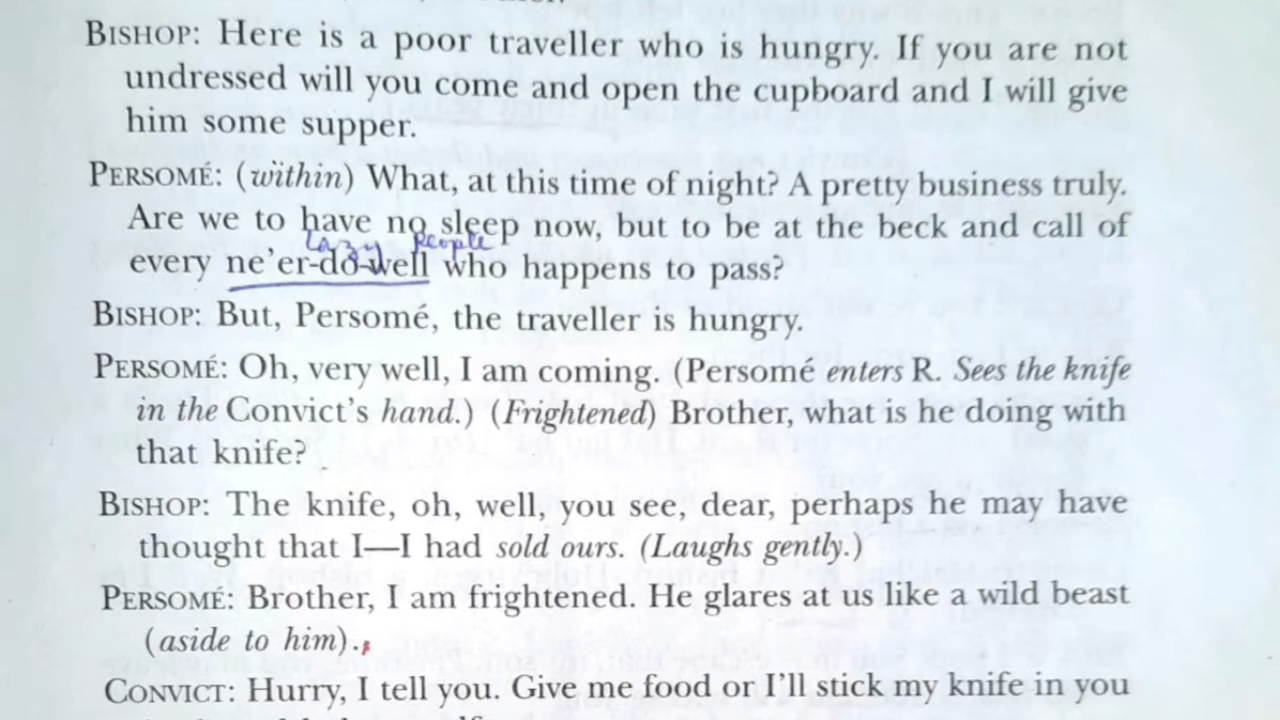 BISHOP: Here is a poor traveller who is hungry. If you are not
undressed will you come and open the cupboard and I will give
him some supper.
PERSOMÉ: (within) What, at this time of night? A pretty business truly.
Are we to have no sleep now, but to be at the beck and call of
lazy people
every ne'er-do-well who happens to pass?
BISHOP: But, Persomé, the traveller is hungry.
PERSOMÉ: Oh, very well, I am coming. (Persomé enters R. Sees the knife
in the Convict's hand.) (Frightened) Brother, what is he doing with
that knife?
BISHOP: The knife, oh, well, you see, dear, perhaps he may have
thought that I—I had sold ours. (Laughs gently.)
PERSOMÉ: Brother, I am frightened. He glares at us like a wild beast
(aside to him).
CONVICT: Hurry, I tell you. Give me food or I'll stick my knife in you